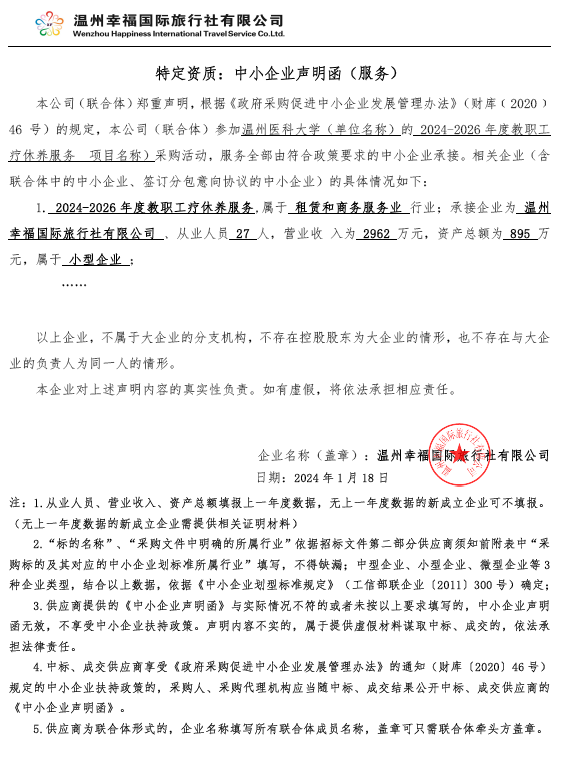 温州幸福国际旅行社有限公司
Wenzhou Happiness International Travel Service Co.Ltd.
特定资质：中小企业声明函（服务）
本公司（联合体）郑重声明，根据《政府采购促进中小企业发展管理办法》（财库﹝2020﹞
46 号）的规定，本公司（联合体）参加温州医科大学（单位名称）的 2024-2026年度教职工
疗休养服务 项目名称）采购活动，服务全部由符合政策要求的中小企业承接。相关企业（含
联合体中的中小企业、签订分包意向协议的中小企业）的具体情况如下：
1. 2024-2026年度教职工疗休养服务,属于 租赁和商务服务业 行业；承接企业为 温州
幸福国际旅行社有限公司 、从业人员 27 人，营业收 入为 2962 万元，资产总额为 895 万
元，属于 小型企业 ；
……
以上企业，不属于大企业的分支机构，不存在控股股东为大企业的情形，也不存在与大企
业的负责人为同一人的情形。
本企业对上述声明内容的真实性负责。如有虚假，将依法承担相应责任。
企业名称（盖章）：温州幸福国际旅行社有限公司
日期：2024 年 1 月 18 日
注：1.从业人员、营业收入、资产总额填报上一年度数据，无上一年度数据的新成立企业可不填报。
（无上一年度数据的新成立企业需提供相关证明材料）
2.“标的名称”、“采购文件中明确的所属行业”依据招标文件第二部分供应商须知前附表中“采
购标的及其对应的中小企业划标准所属行业”填写，不得缺漏；中型企业、小型企业、微型企业等 3
种企业类型，结合以上数据，依据《中小企业划型标准规定》（工信部联企业〔2011〕300 号）确定；
3.供应商提供的《中小企业声明函》与实际情况不符的或者未按以上要求填写的，中小企业声明
函无效，不享受中小企业扶持政策。声明内容不实的，属于提供虚假材料谋取中标、成交的，依法承
担法律责任。
4.中标、成交供应商享受《政府采购促进中小企业发展管理办法》的通知（财库〔2020〕46 号）
规定的中小企业扶持政策的，采购人、采购代理机构应当随中标、成交结果公开中标、成交供应商的
《中小企业声明函》。
5.供应商为联合体形式的，企业名称填写所有联合体成员名称，盖章可只需联合体牵头方盖章。
温州幸福国际旅行社有限公司